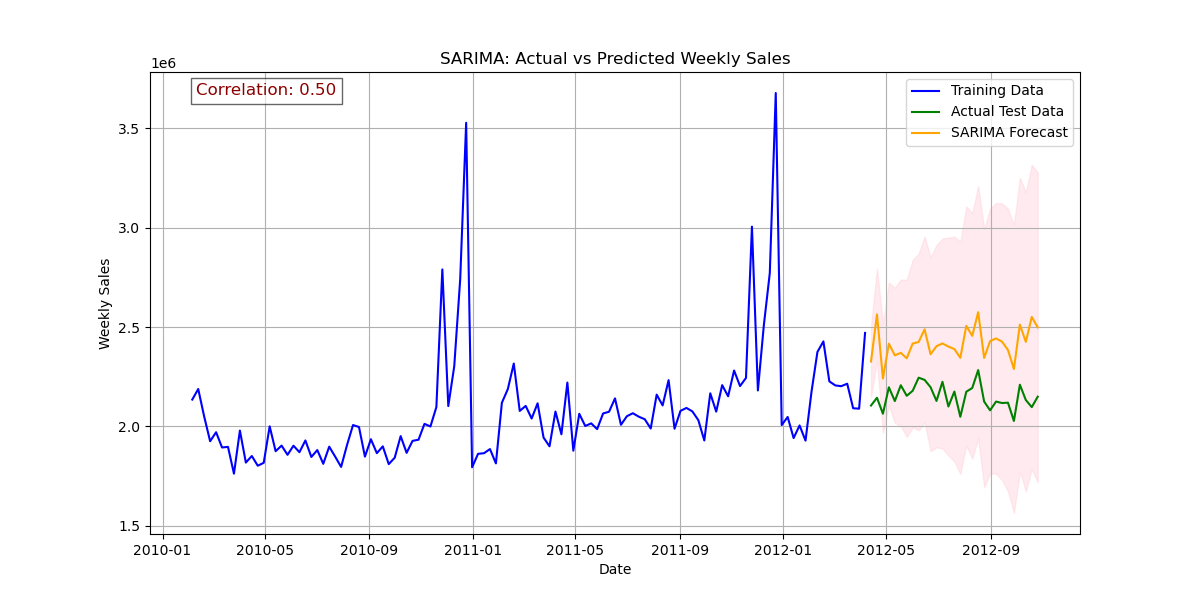 SARIMA: Actual vs Predicted Weekly Sales
1e6
Correlation: 0.50
Training Data
Actual Test Data
SARIMA Forecast
3.5
3.0
2.5
2.0
1.5
Weekly Sales
2010-01 2010-05 2010-09 2011-01 2011-05 2011-09 2012-01 2012-05 2012-09
Date